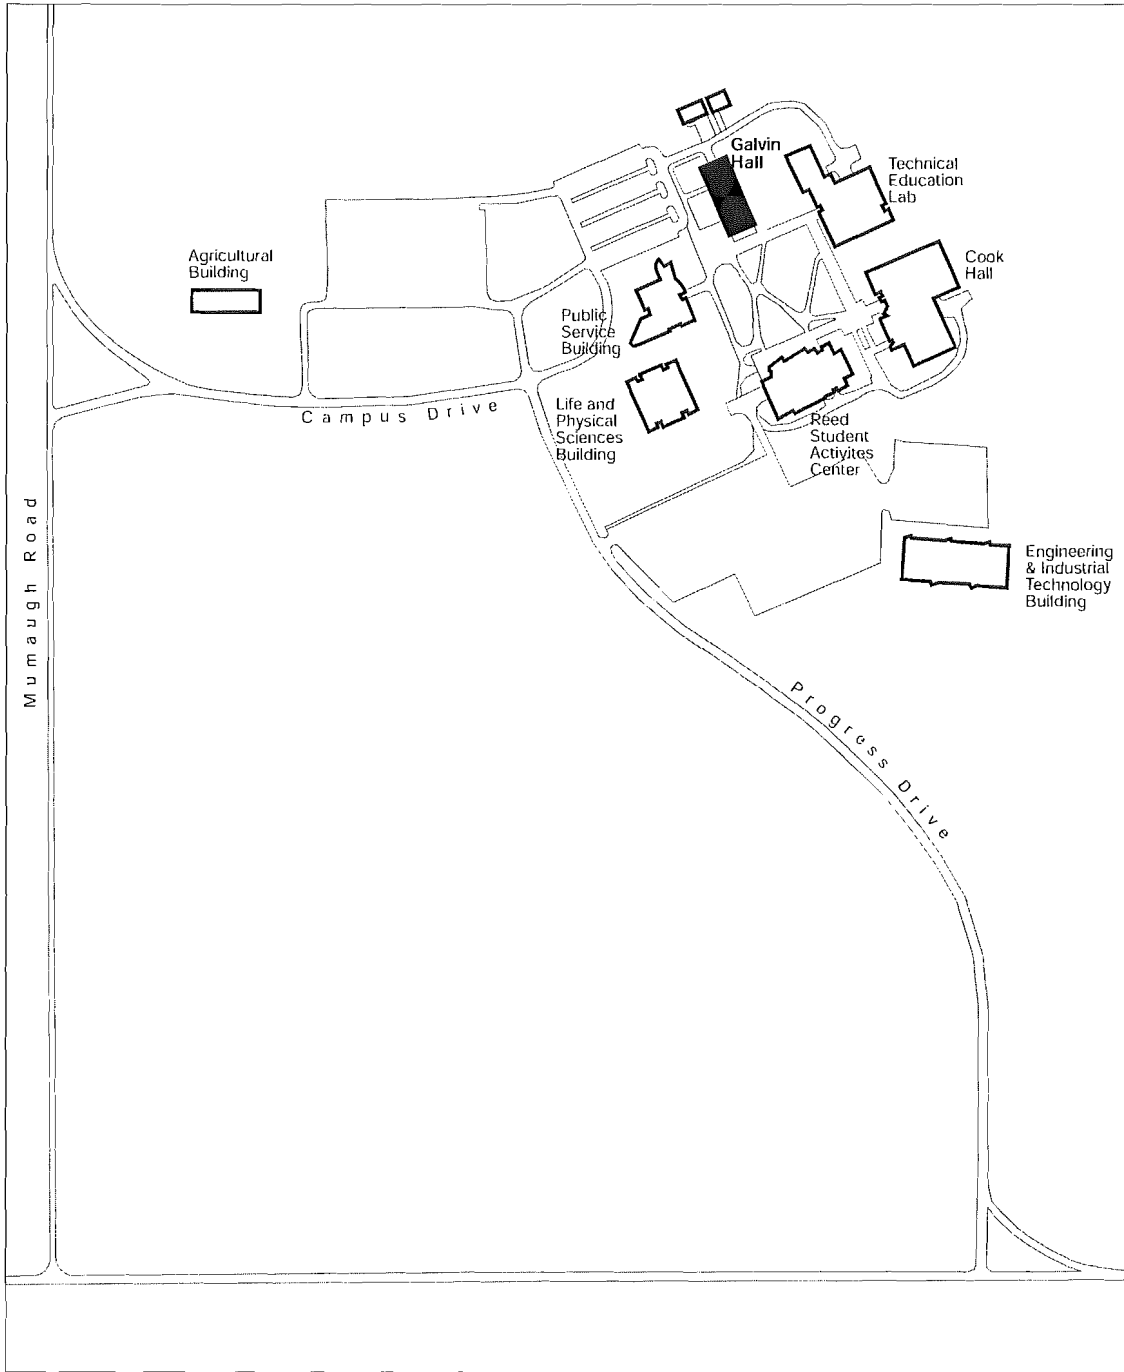 Galvin
Hall
Technical
Education
Lab
Agricultural
Building
Cook
Hall
Public
Service
Building
Life and
Physical
Sciences
Building
Campus Drive
Reed
Student
Activites
Center
Mumaugh Road
Engineering
& Industrial
Technology
Building
Progress Drive